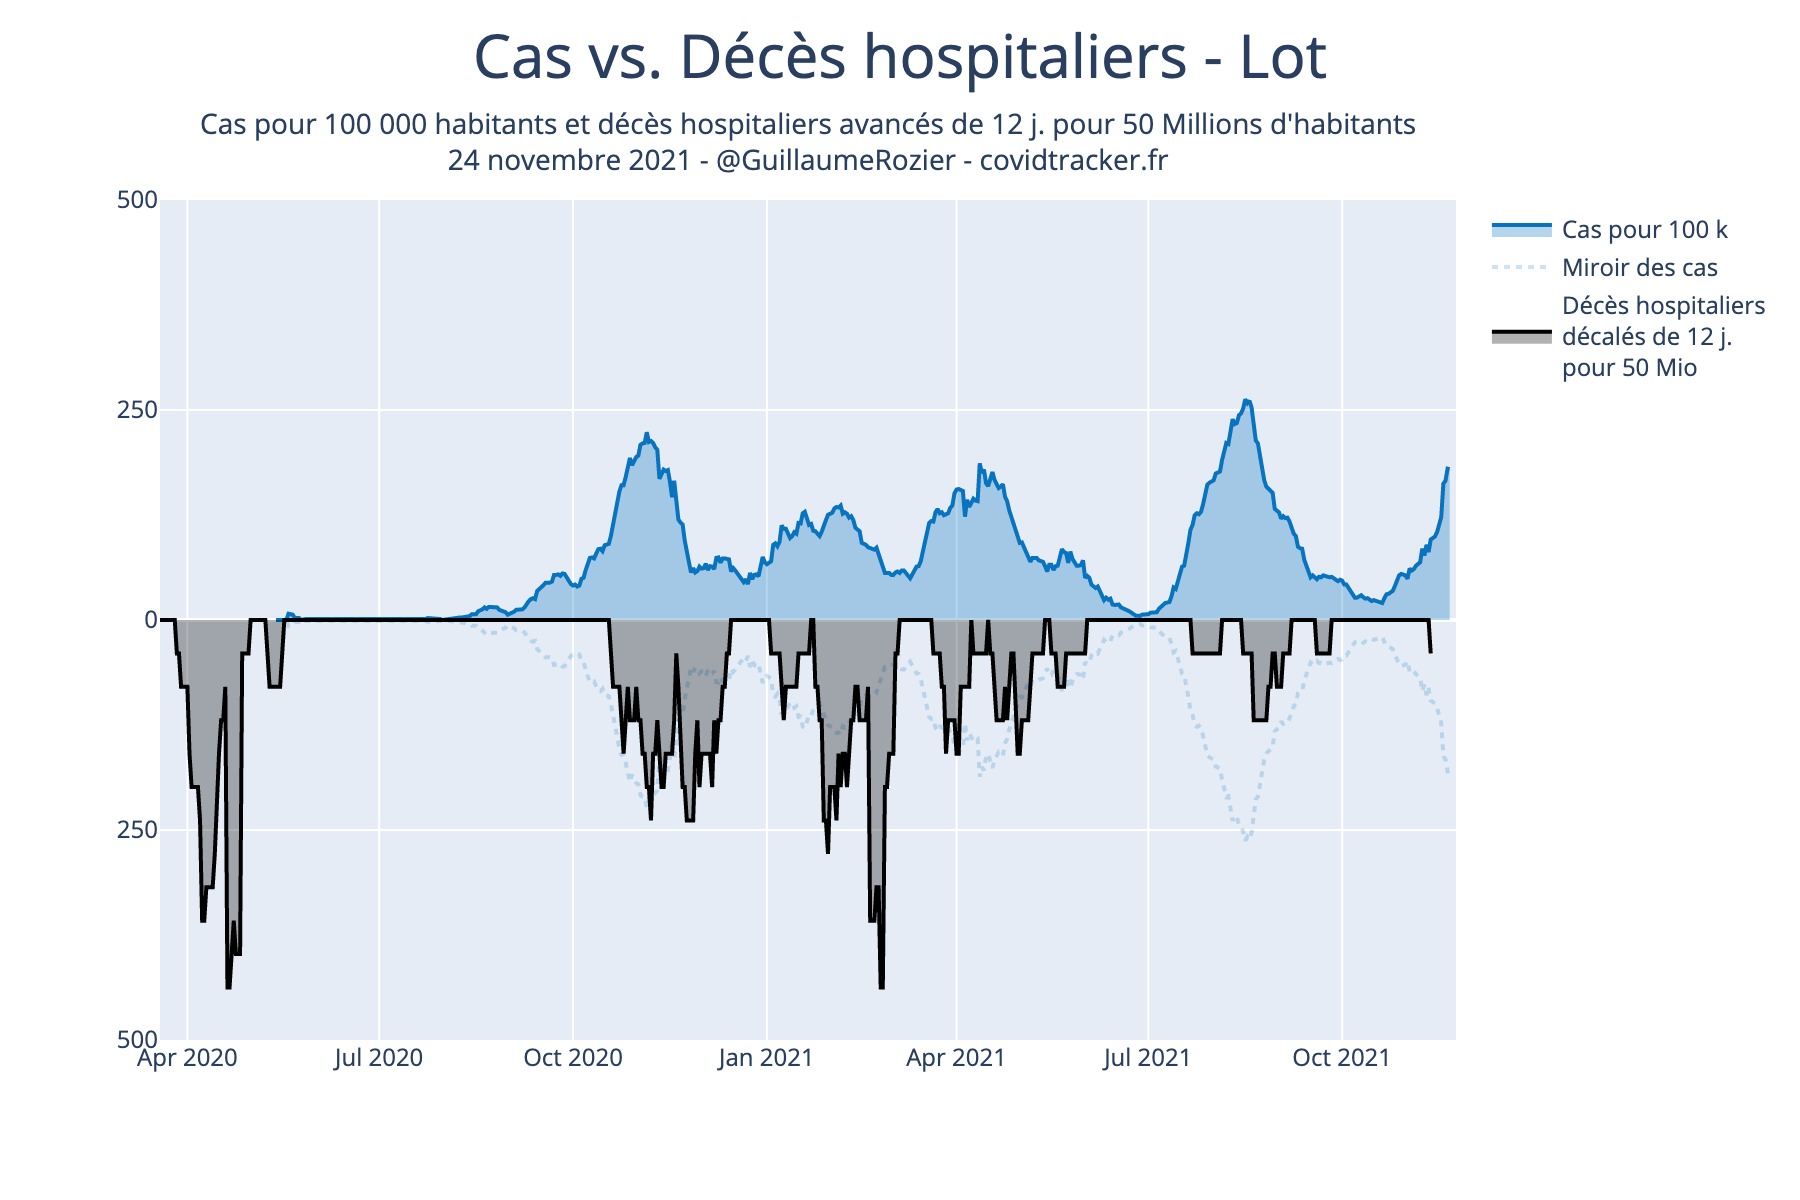 Cas vs. Décès hospitaliers - Lot
Cas pour 100 000 habitants et décès hospitaliers avancés de 12 j. pour 50 Millions d'habitants
24 novembre 2021 - @GuillaumeRozier - covidtracker.fr
500
250
0
250
500
Apr 2020
Jul 2020
Oct 2020
Jan 2021
Apr 2021
Jul 2021
Oct 2021
Cas pour 100 k
Miroir des cas
Décès hospitaliers
décalés de 12 j.
pour 50 Mio